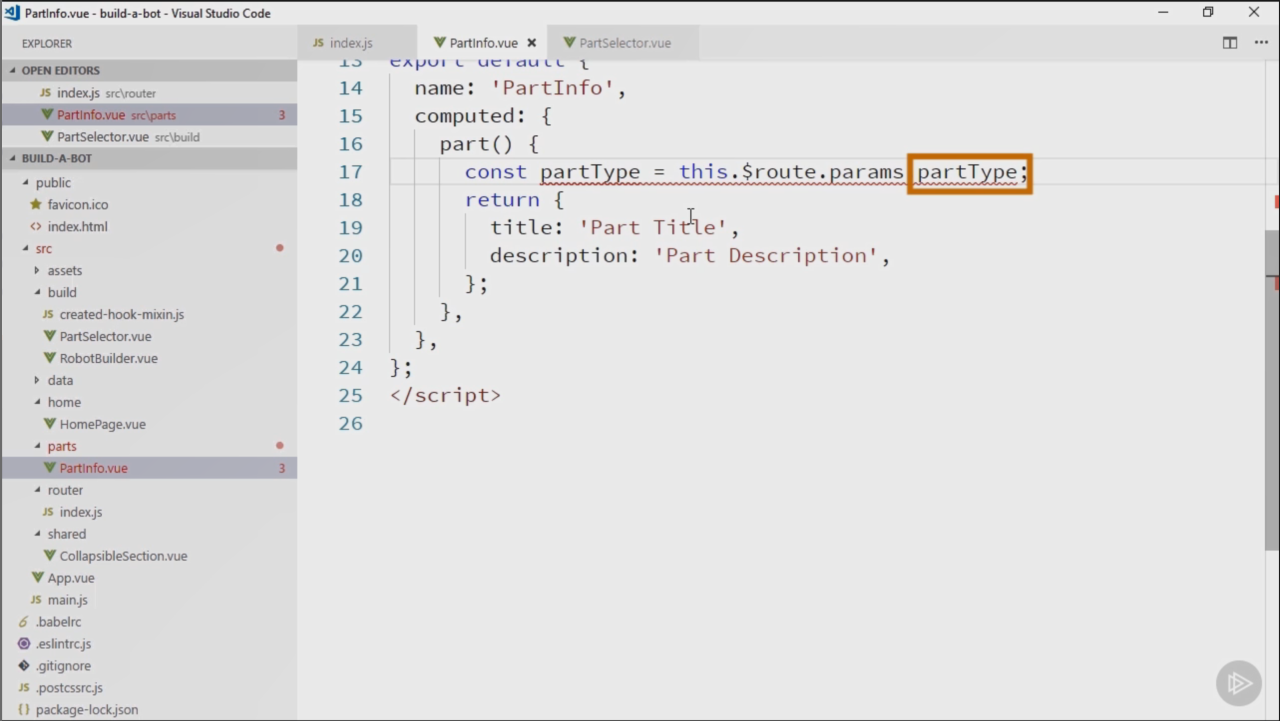 PartInfo.vue - build-a-bot - Visual Studio Code
EXPLORER
JS index.js
PartInfo.vue
PartSelector.vue
OPEN EDITORS
JS index.js src\router
PartInfo.vue src\parts 3
PartSelector.vue src\build
BUILD-A-BOT
public
favicon.ico
<> index.html
src
assets
build
JS created-hook-mixin.js
PartSelector.vue
RobotBuilder.vue
data
home
HomePage.vue
parts
PartInfo.vue 3
router
JS index.js
shared
CollapsibleSection.vue
App.vue
JS main.js
.babelrc
.eslintrc.js
.gitignore
JS .postcssrc.js
{} package-lock.json
13 export default {
14 name: 'PartInfo',
15 computed: {
16 part() {
17 const partType = this.$route.params.partType;
18 return {
19 title: 'Part Title',
20 description: 'Part Description',
21 };
22 },
23 },
24 };
25 </script>
26